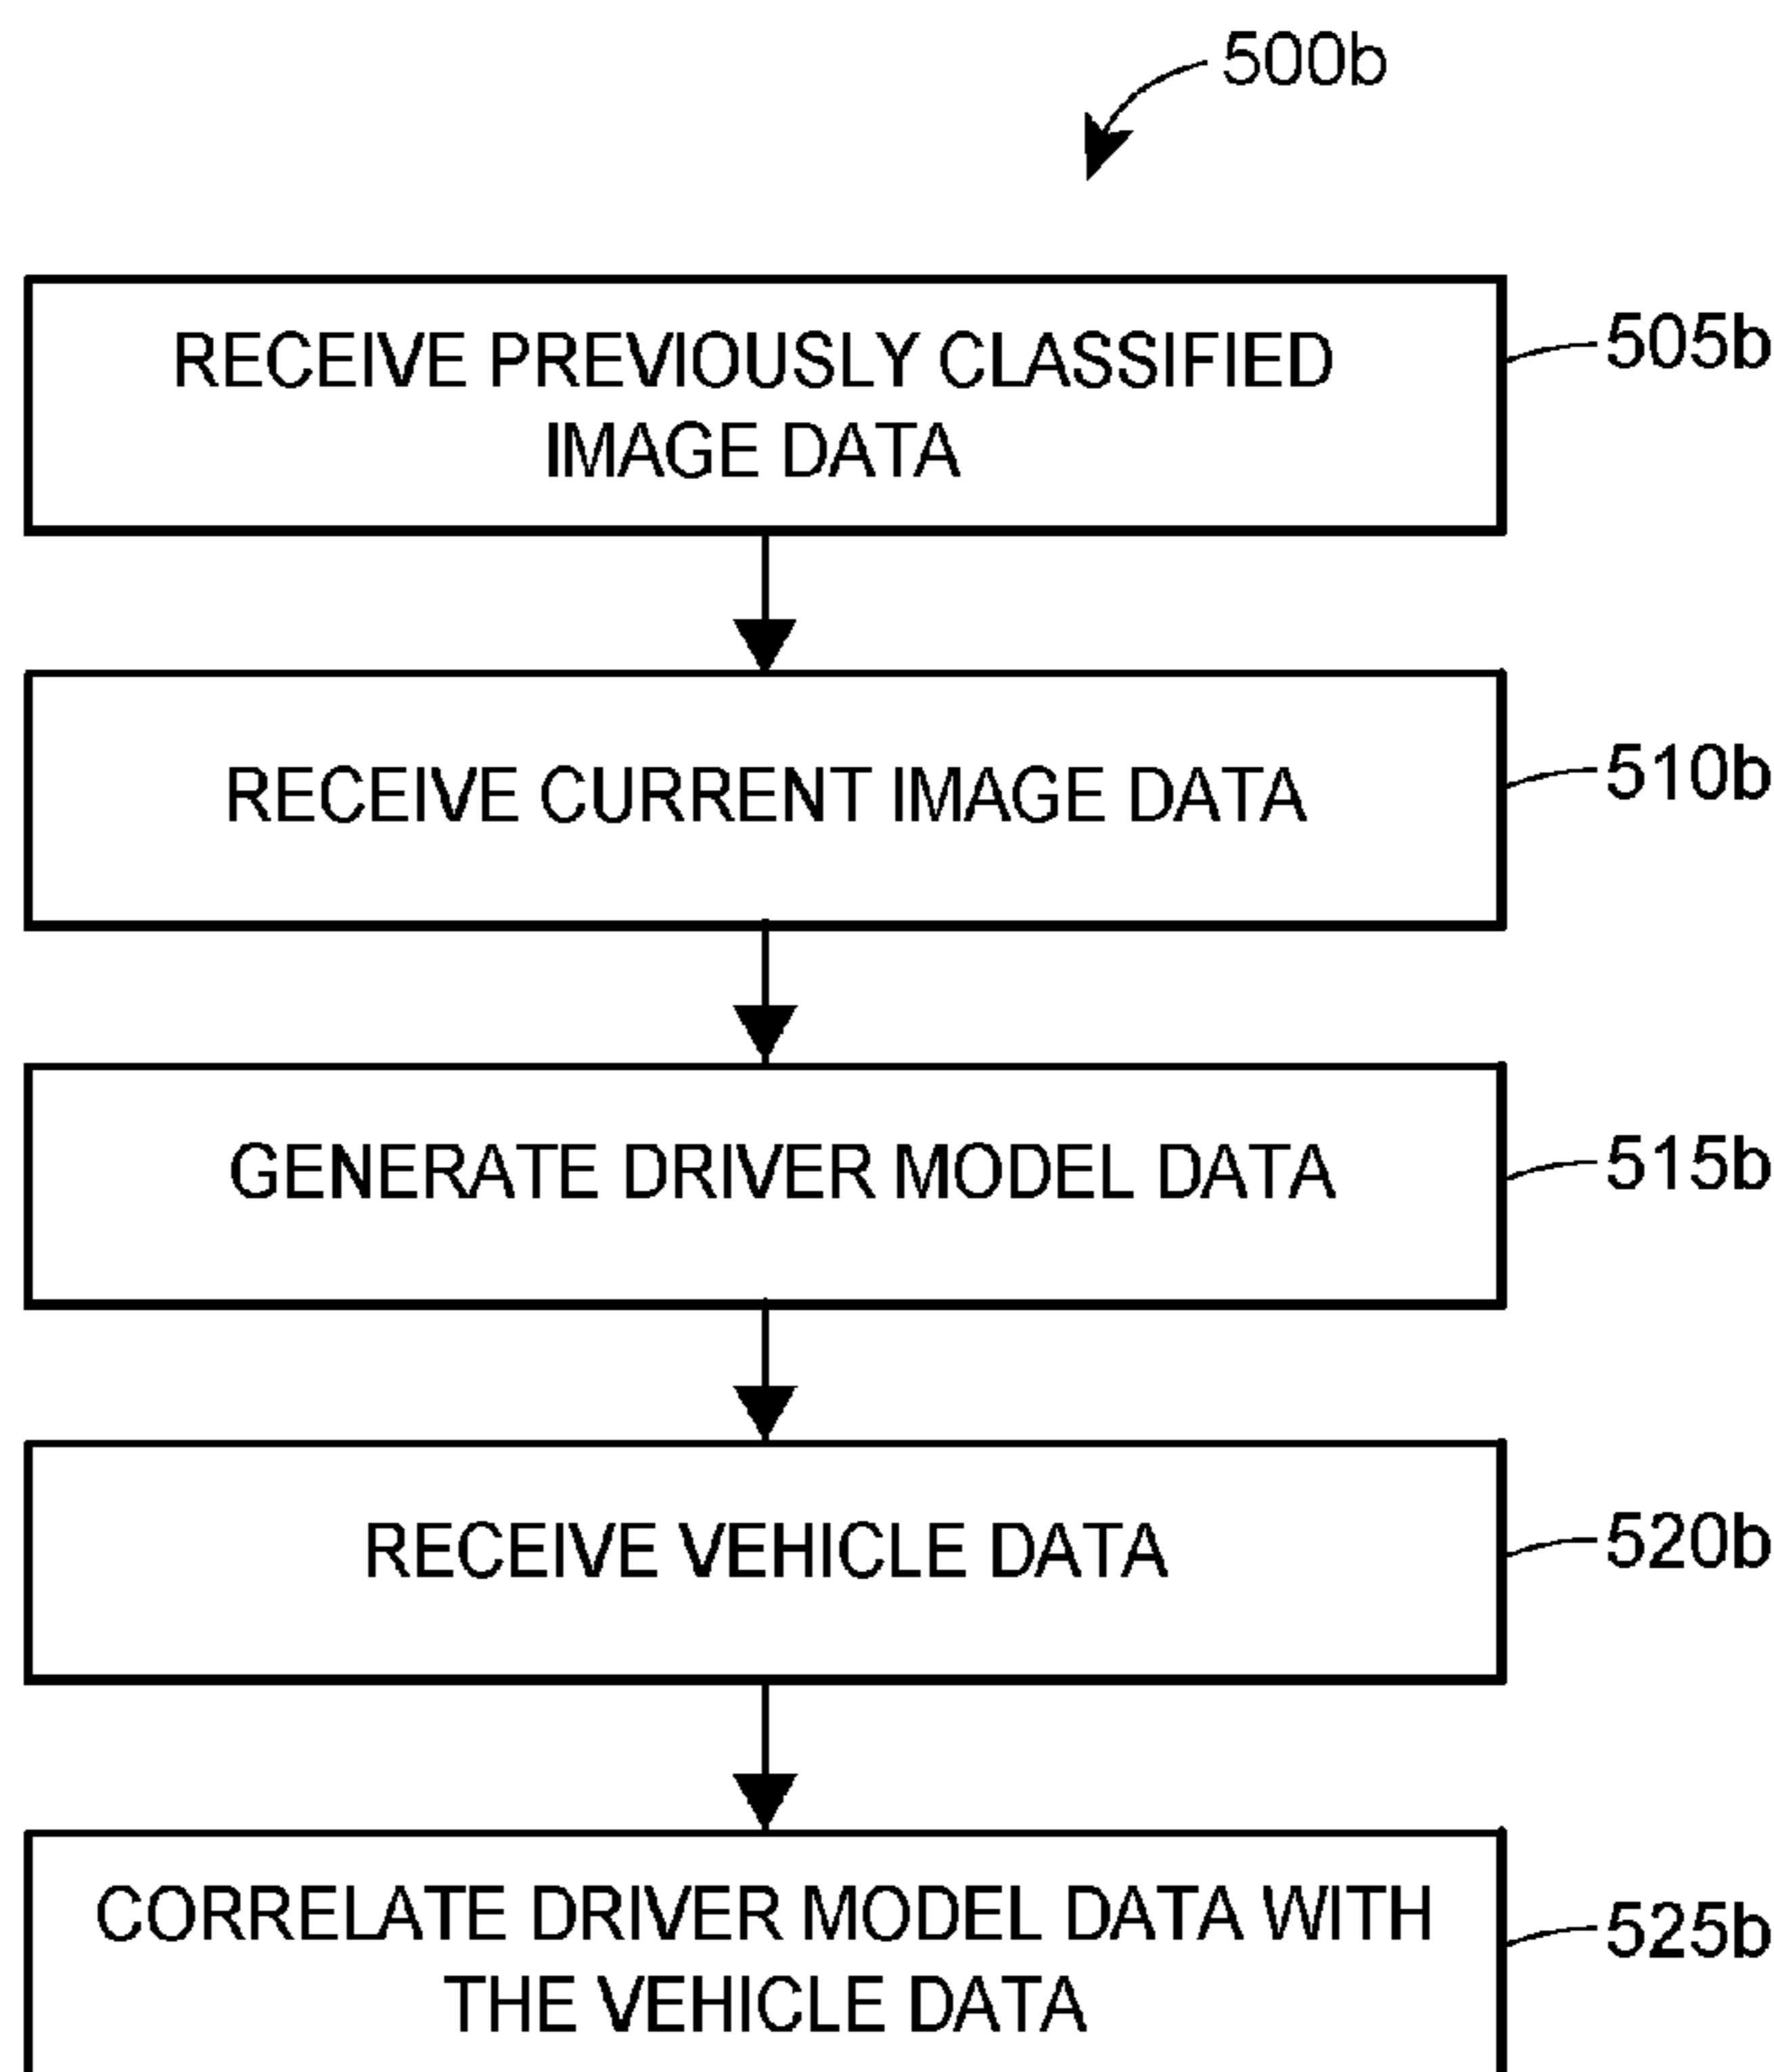 500b
RECEIVE PREVIOUSLY CLASSIFIED
IMAGE DATA
505b
RECEIVE CURRENT IMAGE DATA
510b
GENERATE DRIVER MODEL DATA
515b
RECEIVE VEHICLE DATA
520b
CORRELATE DRIVER MODEL DATA WITH
THE VEHICLE DATA
525b